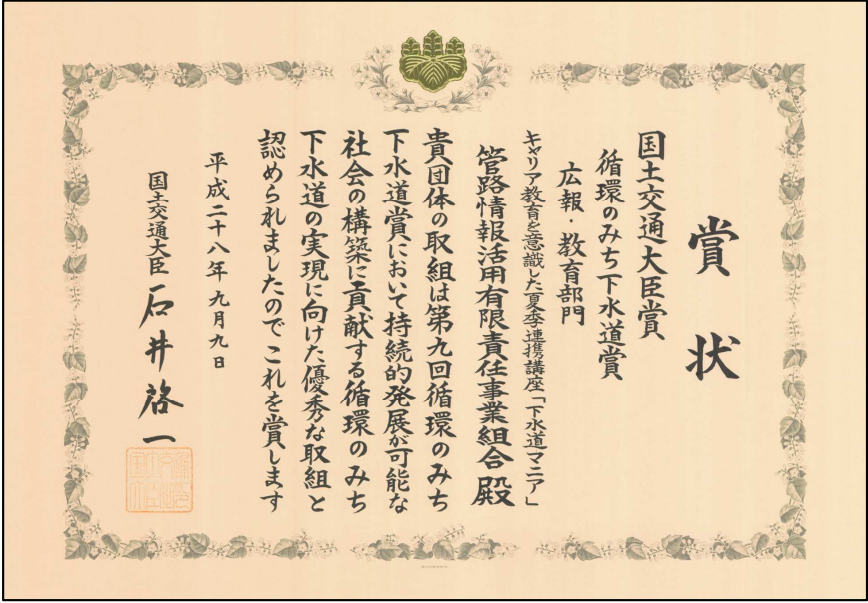 賞状
国土交通大臣賞
循環のみち下水道賞
広報・教育部門
キャリア教育を意識した夏季連携講座「下水道マニア」
管路情報活用有限責任事業組合殿
貴団体の取組は第九回循環のみち
下水道賞において持続的発展が可能な
社会の構築に貢献する循環のみち
下水道の実現に向けた優秀な取組と
認められましたのでこれを賞します
平成二十八年九月九日
国土交通大臣 石井啓一